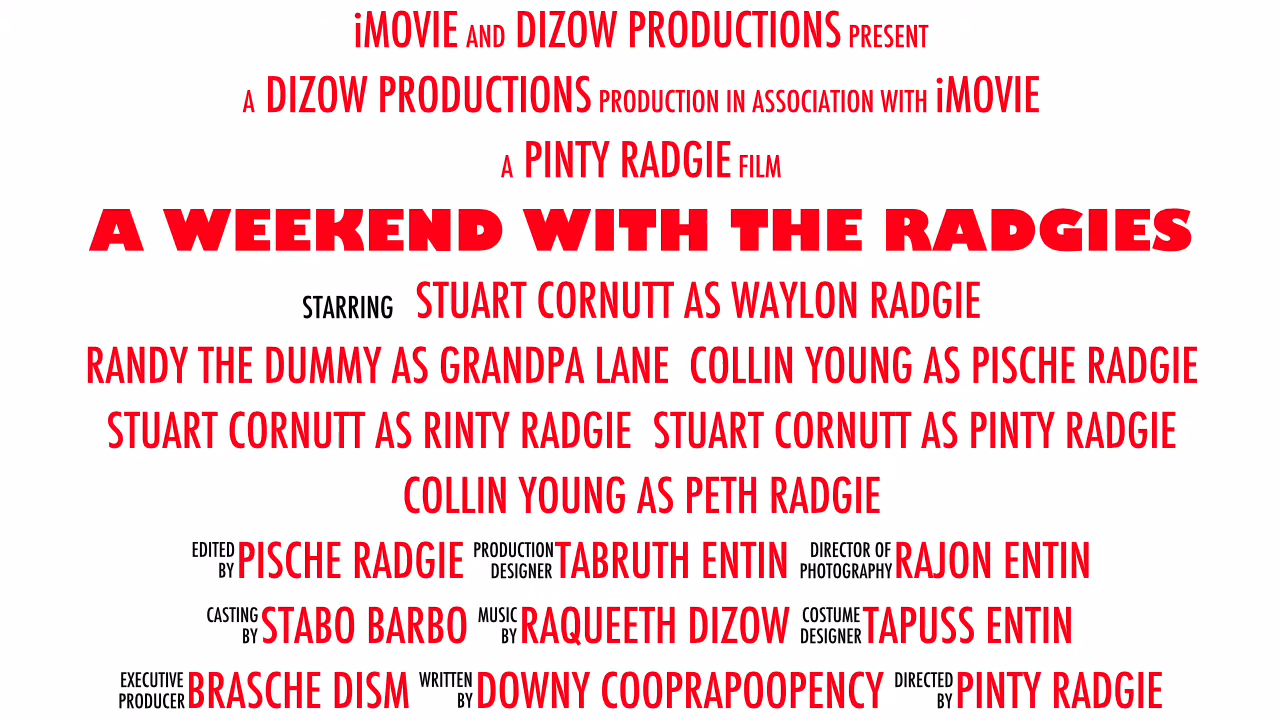 iMOVIE AND DIZOW PRODUCTIONS PRESENT
A DIZOW PRODUCTIONS PRODUCTION IN ASSOCIATION WITH iMOVIE
A PINTY RADGIE FILM
A WEEKEND WITH THE RADGIES
STARRING STUART CORNUTT AS WAYLON RADGIE
RANDY THE DUMMY AS GRANDPA LANE COLLIN YOUNG AS PISCHE RADGIE
STUART CORNUTT AS RINTY RADGIE STUART CORNUTT AS PINTY RADGIE
COLLIN YOUNG AS PETH RADGIE
EDITED BY PISCHE RADGIE PRODUCTION DESIGNER TABRUTH ENTIN DIRECTOR OF PHOTOGRAPHY RAJON ENTIN
CASTING BY STABO BARBO MUSIC BY RAQUEETH DIZOW COSTUME DESIGNER TAPUSS ENTIN
EXECUTIVE PRODUCER BRASCHE DISM WRITTEN BY DOWNY COOPRAPOOPENCY DIRECTED BY PINTY RADGIE